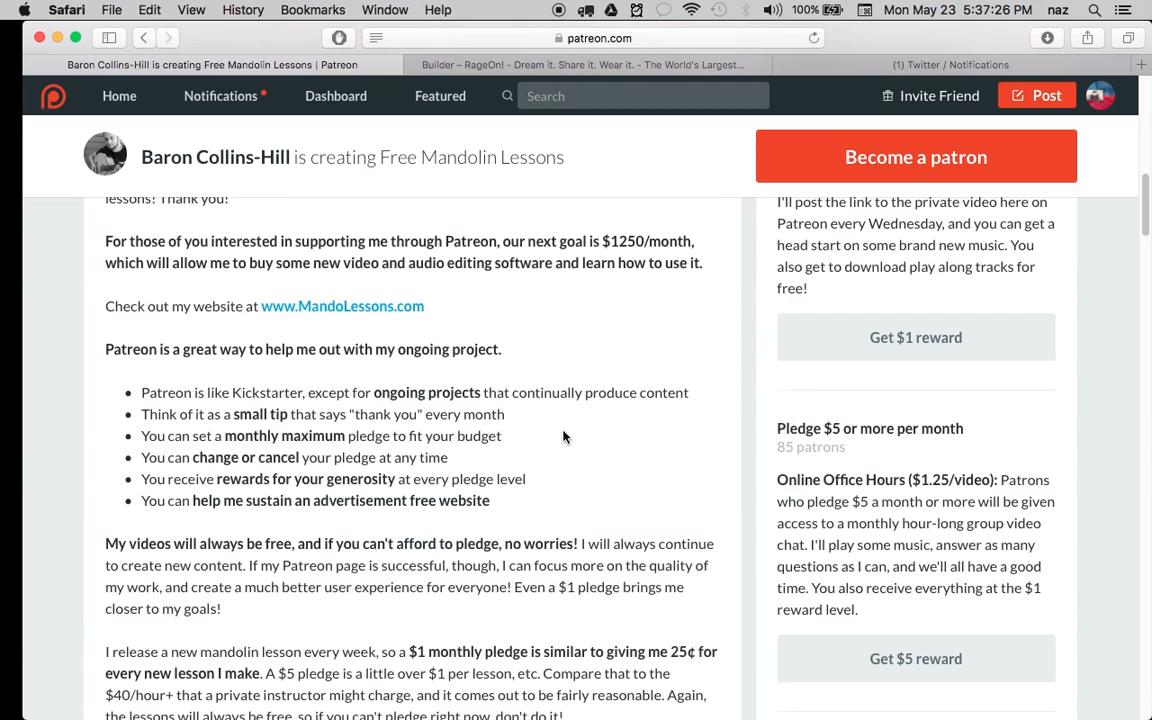 Safari File Edit View History Bookmarks Window Help 100% Mon May 23 5:37:26 PM naz
patreon.com
Baron Collins-Hill is creating Free Mandolin Lessons | Patreon
Builder – RageOn! - Dream it. Share it. Wear it. - The World's Largest...
(1) Twitter / Notifications
Home Notifications Dashboard Featured Search Invite Friend Post
Baron Collins-Hill is creating Free Mandolin Lessons
Become a patron
lessons! Thank you!
For those of you interested in supporting me through Patreon, our next goal is $1250/month,
which will allow me to buy some new video and audio editing software and learn how to use it.
Check out my website at www.MandoLessons.com
Patreon is a great way to help me out with my ongoing project.
• Patreon is like Kickstarter, except for ongoing projects that continually produce content
• Think of it as a small tip that says "thank you" every month
• You can set a monthly maximum pledge to fit your budget
• You can change or cancel your pledge at any time
• You receive rewards for your generosity at every pledge level
• You can help me sustain an advertisement free website
My videos will always be free, and if you can't afford to pledge, no worries! I will always continue
to create new content. If my Patreon page is successful, though, I can focus more on the quality of
my work, and create a much better user experience for everyone! Even a $1 pledge brings me
closer to my goals!
I release a new mandolin lesson every week, so a $1 monthly pledge is similar to giving me 25¢ for
every new lesson I make. A $5 pledge is a little over $1 per lesson, etc. Compare that to the
$40/hour+ that a private instructor might charge, and it comes out to be fairly reasonable. Again,
the lessons will always be free, so if you can't pledge right now, don't do it!
I'll post the link to the private video here on
Patreon every Wednesday, and you can get a
head start on some brand new music. You
also get to download play along tracks for
free!
Get $1 reward
Pledge $5 or more per month
85 patrons
Online Office Hours ($1.25/video): Patrons
who pledge $5 a month or more will be given
access to a monthly hour-long group video
chat. I'll play some music, answer as many
questions as I can, and we'll all have a good
time. You also receive everything at the $1
reward level.
Get $5 reward